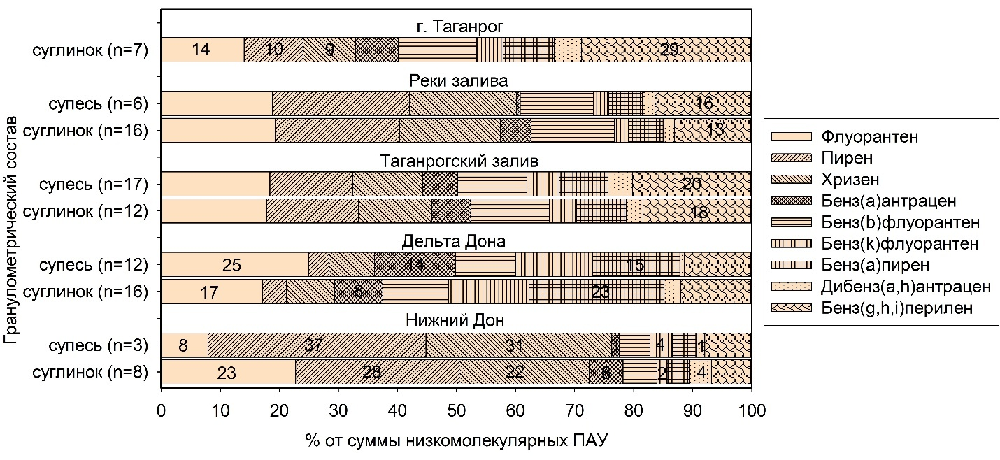 г. Таганрог
суглинок (n=7) 14 10 9 29
Реки залива
супесь (n=6) 16
суглинок (n=16) 13
Таганрогский залив
супесь (n=17) 20
суглинок (n=12) 18
Дельта Дона
супесь (n=12) 25 14 15
суглинок (n=16) 17 8 23
Нижний Дон
супесь (n=3) 8 37 31 1 4 1
суглинок (n=8) 23 28 22 6 2 4
0 10 20 30 40 50 60 70 80 90 100
% от суммы низкомолекулярных ПАУ
Гранулометрический состав
Флуорантен
Пирен
Хризен
Бенз(a)антрацен
Бенз(b)флуорантен
Бенз(k)флуорантен
Бенз(a)пирен
Дибенз(a,h)антрацен
Бенз(g,h,i)перилен